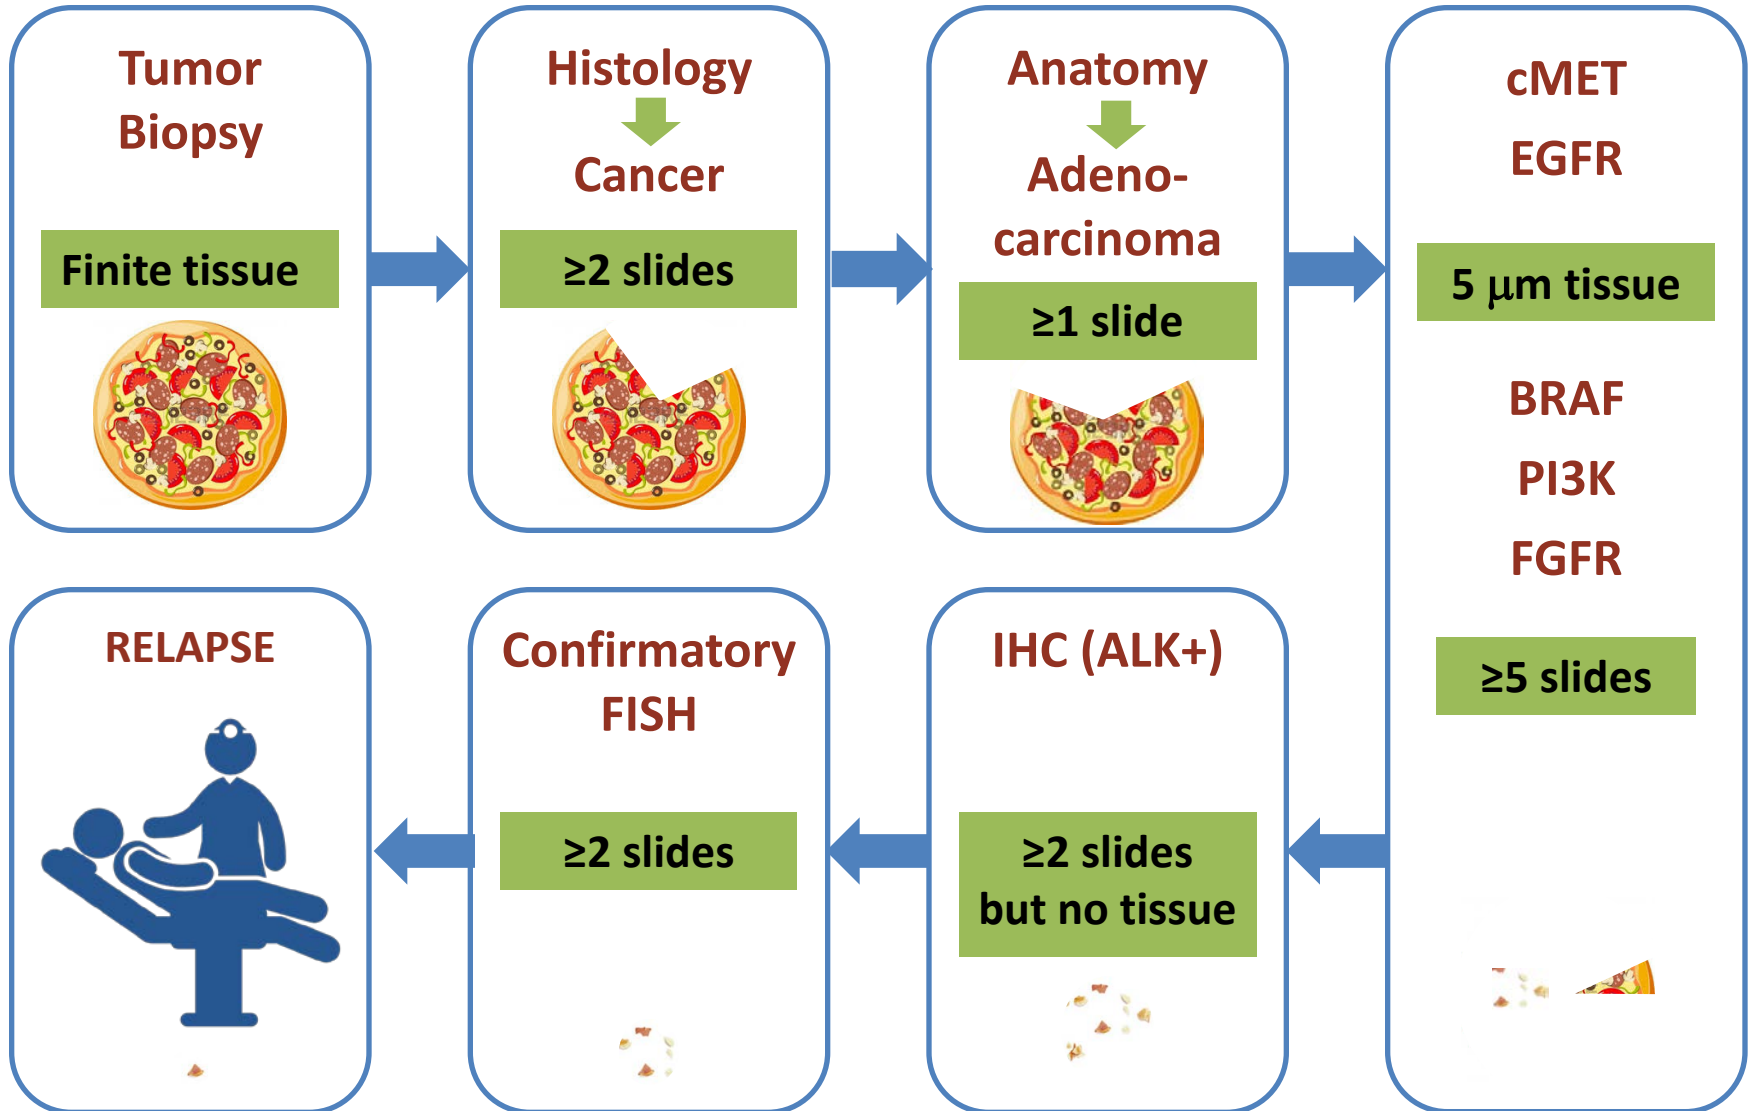 Tumor
Biopsy
Finite tissue
Histology
Cancer
≥2 slides
Anatomy
Adeno-
carcinoma
≥1 slide
cMET
EGFR
5 μm tissue
BRAF
PI3K
FGFR
≥5 slides
IHC (ALK+)
≥2 slides
but no tissue
Confirmatory
FISH
≥2 slides
RELAPSE